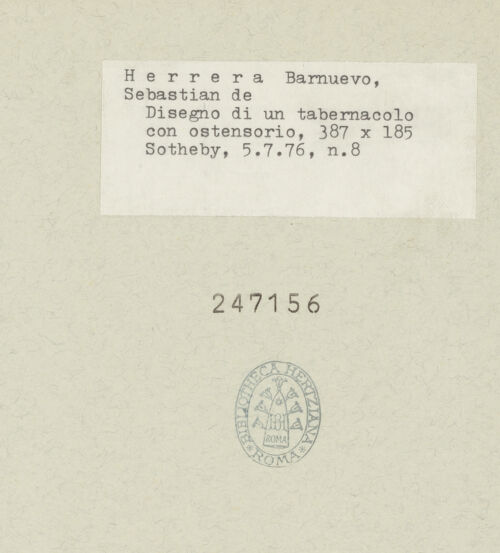 H e r r e r a Barnuevo,
Sebastian de
Disegno di un tabernacolo
con ostensorio, 387 x 185
Sotheby, 5.7.76, n.8
247156
BIBLIOTHECA HERTZIANA
ROMA
* ROMA *